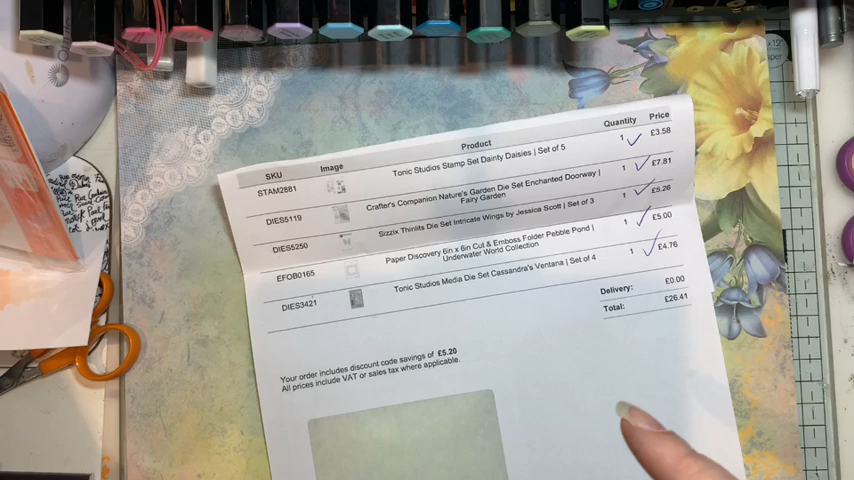 SKU Image Product Quantity Price
STAM2881 Tonic Studios Stamp Set Dainty Daisies | Set of 5 1 £3.58
DIES5119 Crafter's Companion Nature's Garden Die Set Enchanted Doorway | 1 £7.81
Fairy Garden
DIES5250 Sizzix Thinlits Die Set Intricate Wings by Jessica Scott | Set of 3 1 £5.26
EFOB0165 Paper Discovery 6in x 6in Cut & Emboss Folder Pebble Pond | 1 £5.00
Underwater World Collection
DIES3421 Tonic Studios Media Die Set Cassandra's Ventana | Set of 4 1 £4.76
Delivery: £0.00
Total: £26.41
Your order includes discount code savings of £5.20
All prices include VAT or sales tax where applicable.